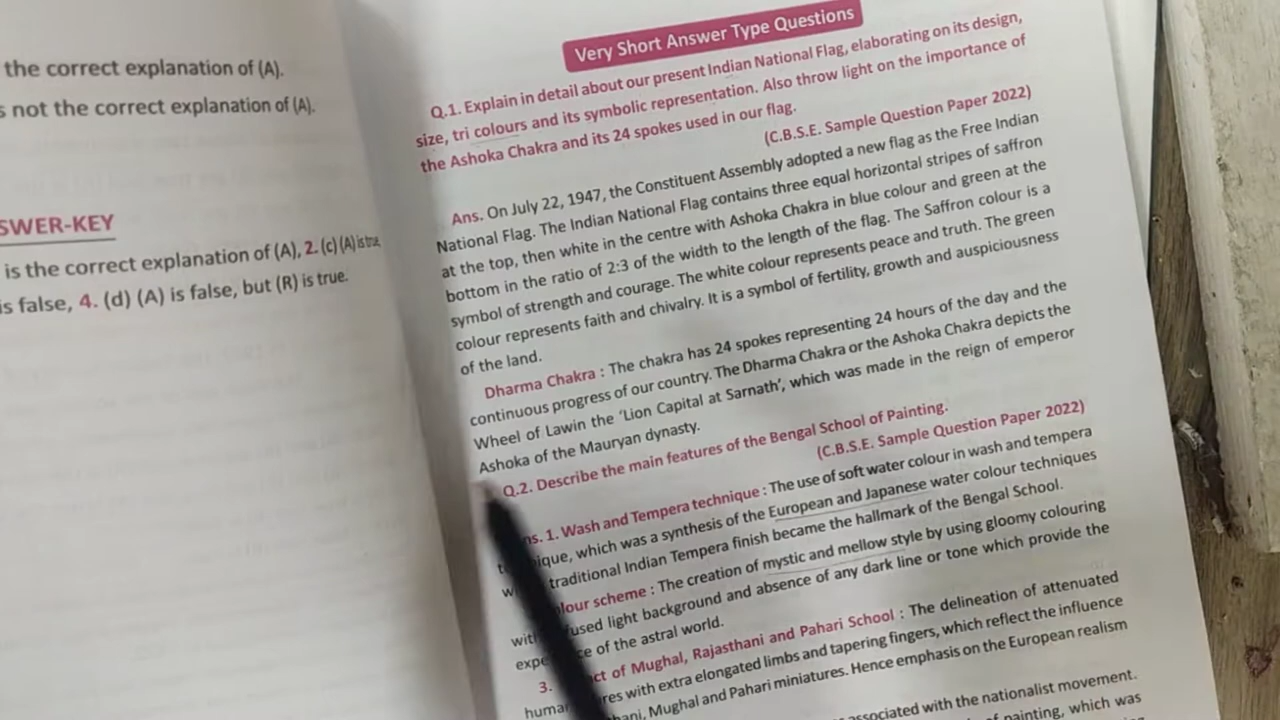 the correct explanation of (A).
not the correct explanation of (A).
SWER-KEY
is the correct explanation of (A), 2. (c) (A) is true,
is false, 4. (d) (A) is false, but (R) is true.
Very Short Answer Type Questions
Q.1. Explain in detail about our present Indian National Flag, elaborating on its design,
size, tri colours and its symbolic representation. Also throw light on the importance of
the Ashoka Chakra and its 24 spokes used in our flag.
(C.B.S.E. Sample Question Paper 2022)
Ans. On July 22, 1947, the Constituent Assembly adopted a new flag as the Free Indian
National Flag. The Indian National Flag contains three equal horizontal stripes of saffron
at the top, then white in the centre with Ashoka Chakra in blue colour and green at the
bottom in the ratio of 2:3 of the width to the length of the flag. The Saffron colour is a
symbol of strength and courage. The white colour represents peace and truth. The green
colour represents faith and chivalry. It is a symbol of fertility, growth and auspiciousness
of the land.
Dharma Chakra : The chakra has 24 spokes representing 24 hours of the day and the
continuous progress of our country. The Dharma Chakra or the Ashoka Chakra depicts the
Wheel of Lawin the 'Lion Capital at Sarnath', which was made in the reign of emperor
Ashoka of the Mauryan dynasty.
Q.2. Describe the main features of the Bengal School of Painting.
(C.B.S.E. Sample Question Paper 2022)
ns. 1. Wash and Tempera technique : The use of soft water colour in wash and tempera
ique, which was a synthesis of the European and Japanese water colour techniques
traditional Indian Tempera finish became the hallmark of the Bengal School.
lour scheme : The creation of mystic and mellow style by using gloomy colouring
with used light background and absence of any dark line or tone which provide the
expe ce of the astral world.
3. ct of Mughal, Rajasthani and Pahari School : The delineation of attenuated
human res with extra elongated limbs and tapering fingers, which reflect the influence
hani, Mughal and Pahari miniatures. Hence emphasis on the European realism
associated with the nationalist movement.
of painting, which was